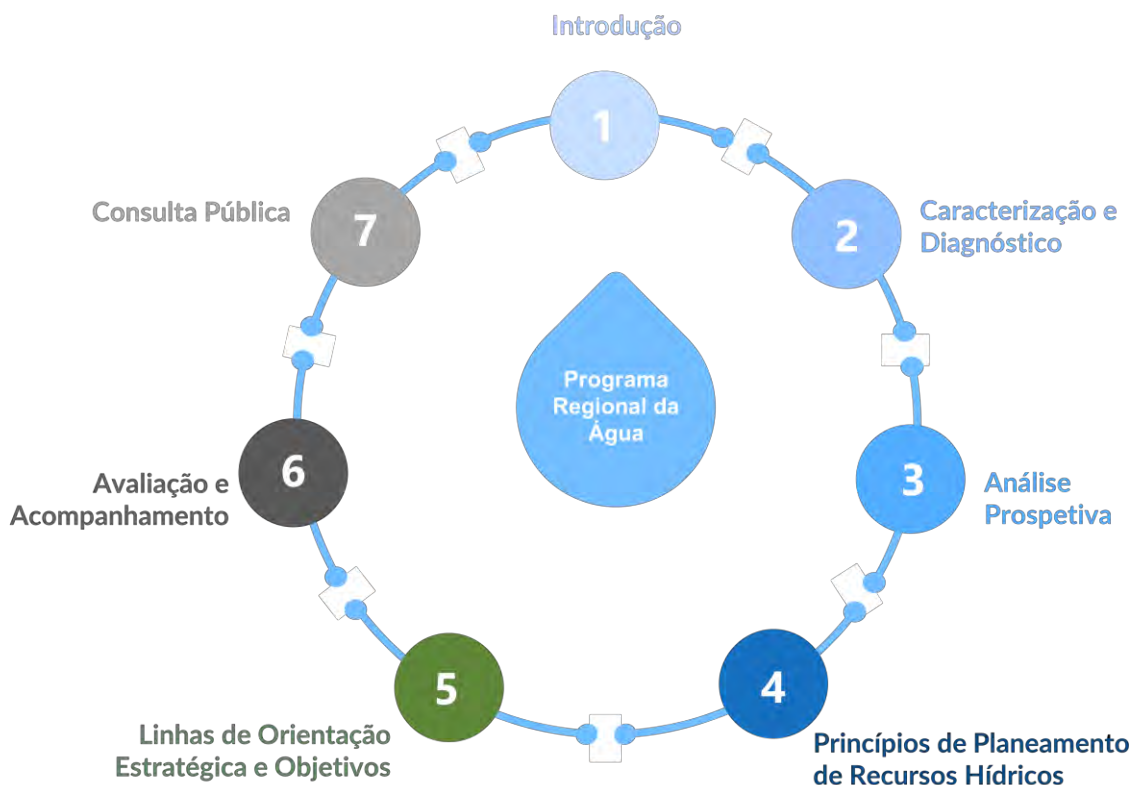 Introdução
1
2
Caracterização e
Diagnóstico
3
Análise
Prospetiva
4
Princípios de Planeamento
de Recursos Hídricos
5
Linhas de Orientação
Estratégica e Objetivos
6
Avaliação e
Acompanhamento
7
Consulta Pública
Programa
Regional da
Água